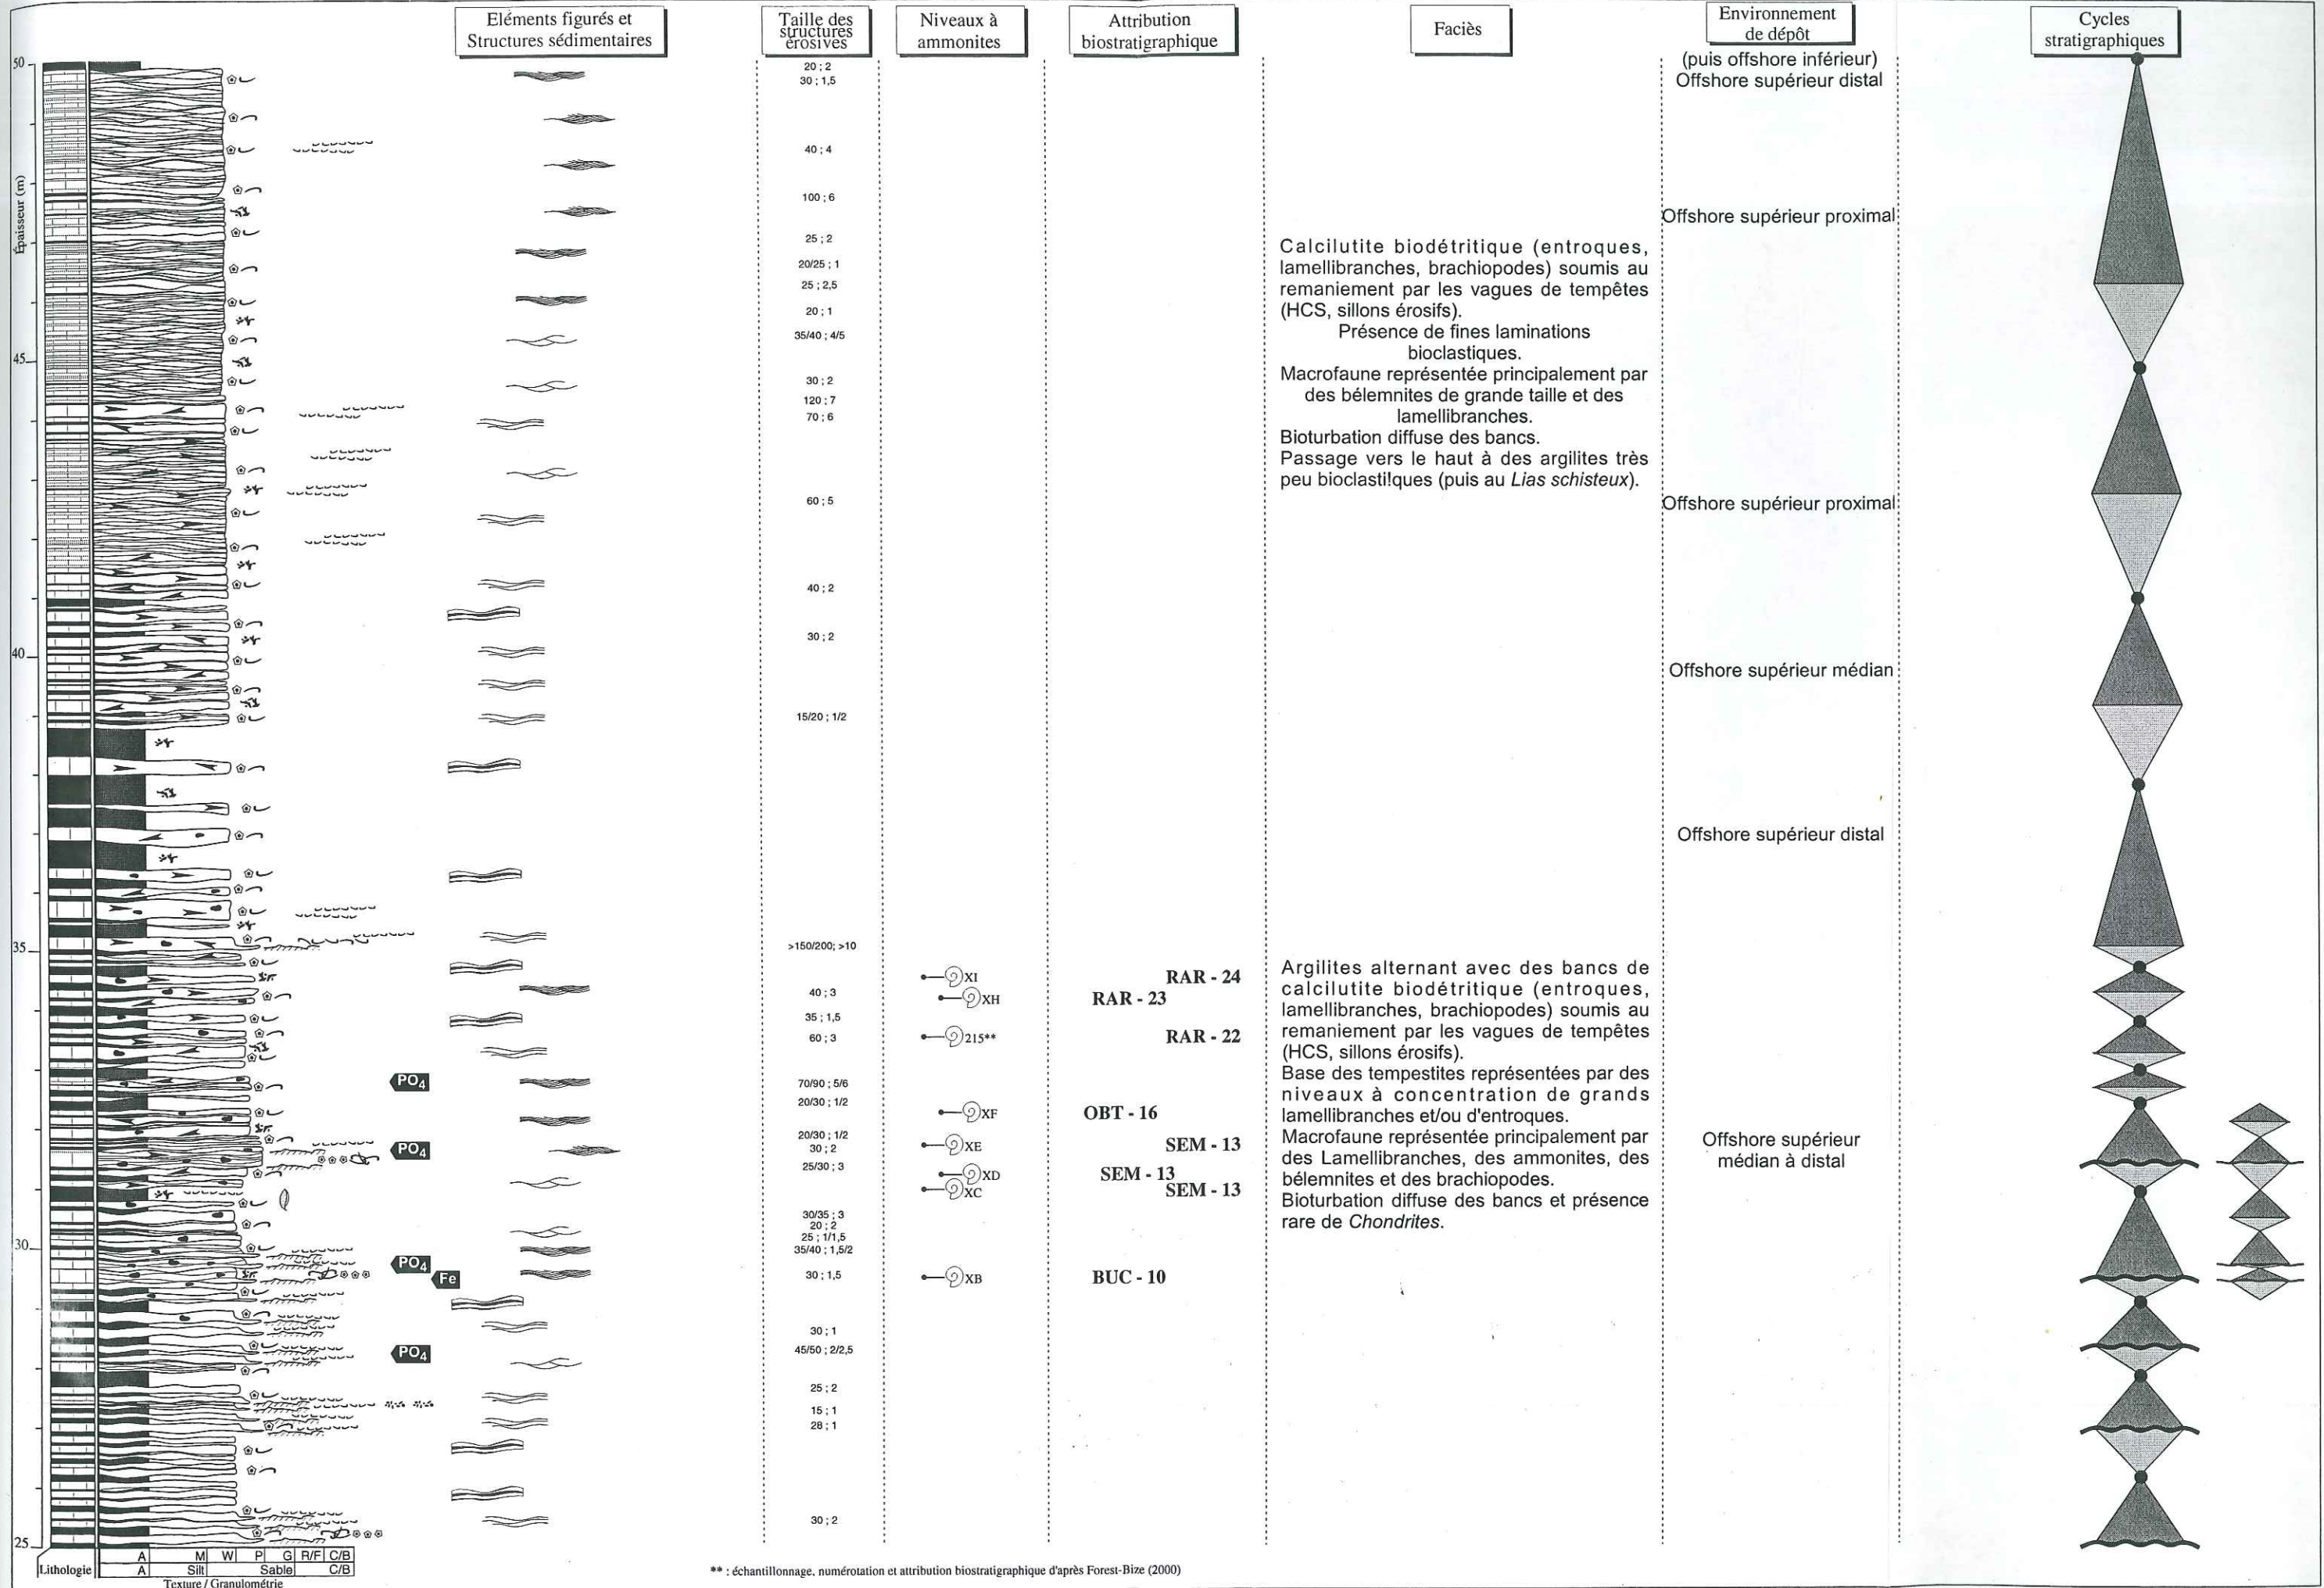 Eléments figurés et
Structures sédimentaires
Taille des
structures
érosives
Niveaux à
ammonites
Attribution
biostratigraphique
Faciès
Environnement
de dépôt
Cycles
stratigraphiques
Épaisseur (m)
50
45
40
35
30
25
20 ; 2
30 ; 1,5
40 ; 4
100 ; 6
25 ; 2
20/25 ; 1
25 ; 2,5
20 ; 1
35/40 ; 4/5
30 ; 2
120 ; 7
70 ; 6
60 ; 5
40 ; 2
30 ; 2
15/20 ; 1/2
>150/200; >10
40 ; 3
35 ; 1,5
60 ; 3
70/90 ; 5/6
20/30 ; 1/2
20/30 ; 1/2
30 ; 2
25/30 ; 3
30/35 ; 3
20 ; 2
25 ; 1/1,5
35/40 ; 1,5/2
30 ; 1,5
30 ; 1
45/50 ; 2/2,5
25 ; 2
15 ; 1
28 ; 1
30 ; 2
PO4
PO4
PO4
Fe
PO4
XI
XH
215**
XF
XE
XD
XC
XB
RAR - 24
RAR - 23
RAR - 22
OBT - 16
SEM - 13
SEM - 13
SEM - 13
BUC - 10
Calcilutite biodétritique (entroques,
lamellibranches, brachiopodes) soumis au
remaniement par les vagues de tempêtes
(HCS, sillons érosifs).
Présence de fines laminations
bioclastiques.
Macrofaune représentée principalement par
des bélemnites de grande taille et des
lamellibranches.
Bioturbation diffuse des bancs.
Passage vers le haut à des argilites très
peu bioclasti!ques (puis au Lias schisteux).
Argilites alternant avec des bancs de
calcilutite biodétritique (entroques,
lamellibranches, brachiopodes) soumis au
remaniement par les vagues de tempêtes
(HCS, sillons érosifs).
Base des tempestites représentées par des
niveaux à concentration de grands
lamellibranches et/ou d'entroques.
Macrofaune représentée principalement par
des Lamellibranches, des ammonites, des
bélemnites et des brachiopodes.
Bioturbation diffuse des bancs et présence
rare de Chondrites.
(puis offshore inférieur)
Offshore supérieur distal
Offshore supérieur proximal
Offshore supérieur proximal
Offshore supérieur médian
Offshore supérieur distal
Offshore supérieur
médian à distal
Lithologie
A M W P G R/F C/B
A Silt Sable C/B
Texture / Granulométrie
** : échantillonnage, numérotation et attribution biostratigraphique d'après Forest-Bize (2000)